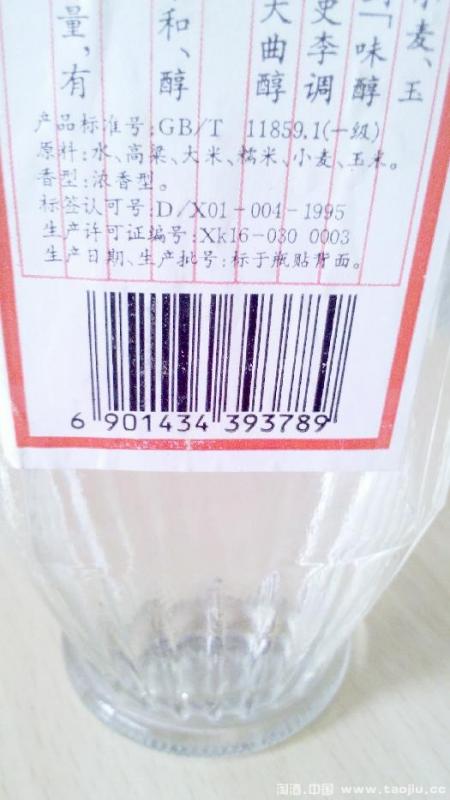 小麦、玉
」「味醇
史李调
大曲醇
和、醇
量,有
产品标准号:GB/T 11859.1(一级)
原料:水、高粱、大米、糯米、小麦、玉米。
香型:浓香型。
标签认可号:D/X01-004-1995
生产许可证编号:Xk16-030 0003
生产日期、生产批号:标于瓶贴背面。
6 901434 393789
淘酒.中国 www.taojiu.cc